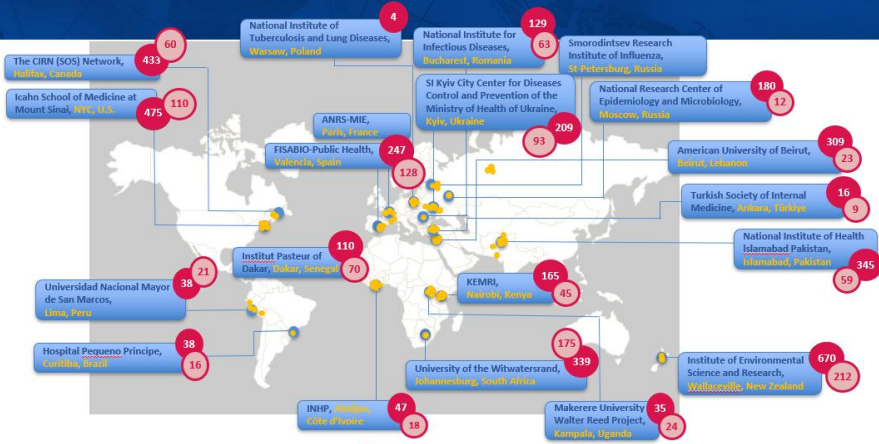 National Institute of
Tuberculosis and Lung Diseases,
Warsaw, Poland
4
National Institute for
Infectious Diseases,
Bucharest, Romania
129
63
Smorodintsev Research
Institute of Influenza,
St-Petersburg, Russia
The CIRN (SOS) Network,
Halifax, Canada
60
433
Icahn School of Medicine at
Mount Sinai, NYC, U.S.
110
475
SI Kyiv City Center for Diseases
Control and Prevention of the
Ministry of Health of Ukraine,
Kyiv, Ukraine
209
93
National Research Center of
Epidemiology and Microbiology,
Moscow, Russia
180
12
ANRS-MIE,
Paris, France
FISABIO-Public Health,
Valencia, Spain
247
128
American University of Beirut,
Beirut, Lebanon
309
23
Turkish Society of Internal
Medicine, Ankara, Türkiye
16
9
National Institute of Health
Islamabad Pakistan,
Islamabad, Pakistan
345
59
Institut Pasteur of
Dakar, Dakar, Senegal
110
70
Universidad Nacional Mayor
de San Marcos,
Lima, Peru
21
38
KEMRI,
Nairobi, Kenya
165
45
Hospital Pequeno Principe,
Curitiba, Brazil
38
16
University of the Witwatersrand,
Johannesburg, South Africa
175
339
Institute of Environmental
Science and Research,
Wallaceville, New Zealand
670
212
INHP, Abidjan,
Côte d'Ivoire
47
18
Makerere University
Walter Reed Project,
Kampala, Uganda
35
24